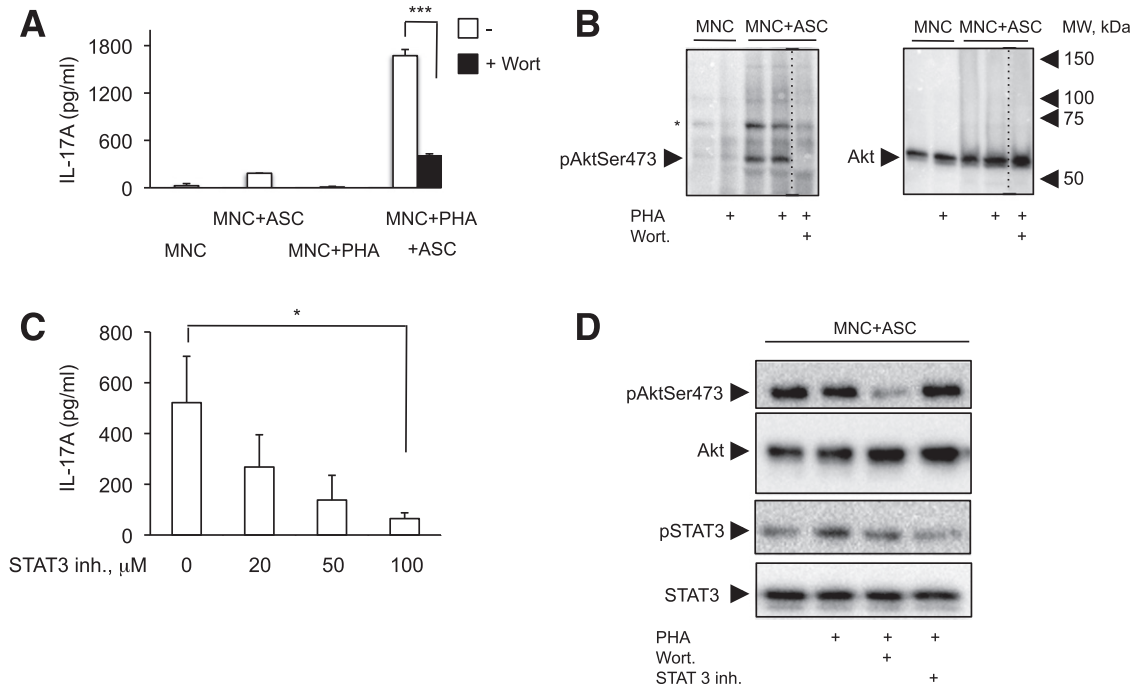 A
***
-
+ Wort
IL-17A (pg/ml)
1800
1200
600
0
MNC+ASC
MNC+PHA
MNC
MNC+PHA
+ASC
B
MNC
MNC+ASC
MNC
MNC+ASC
MW, kDa
150
100
75
50
*
pAktSer473
Akt
PHA + + + + + +
Wort. + +
C
*
IL-17A (pg/ml)
800
600
400
200
0
STAT3 inh., μM 0 20 50 100
D
MNC+ASC
pAktSer473
Akt
pSTAT3
STAT3
PHA + + +
Wort. +
STAT 3 inh. +